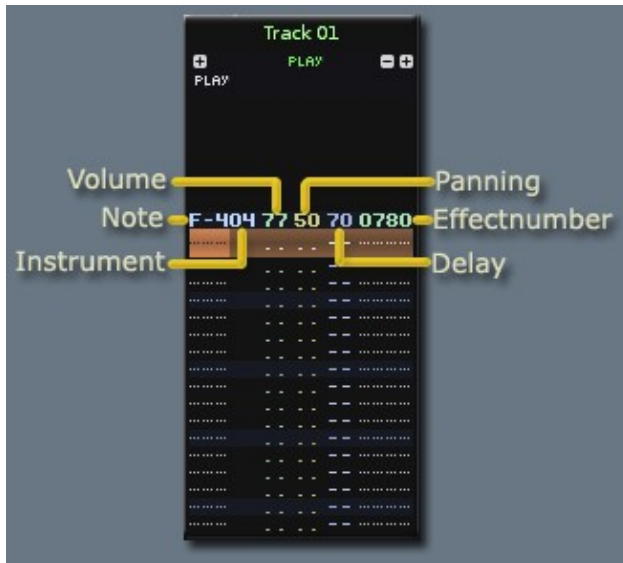 Track 01
PLAY
PLAY
Volume
Panning
Note
F-404 77 50 70 0780
Effectnumber
Instrument
Delay